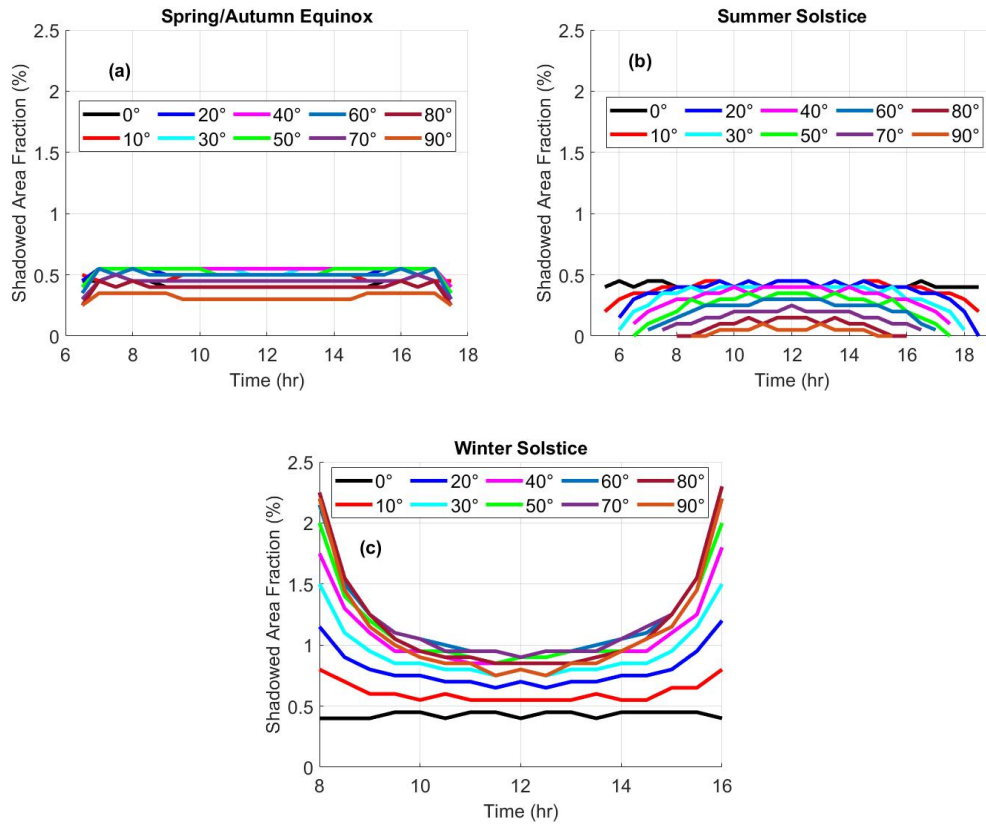 Spring/Autumn Equinox
2.5
2
1.5
1
0.5
0
Shadowed Area Fraction (%)
(a)
0° 20° 40° 60° 80°
10° 30° 50° 70° 90°
6 8 10 12 14 16 18
Time (hr)
Summer Solstice
2.5
2
1.5
1
0.5
0
Shadowed Area Fraction (%)
(b)
0° 20° 40° 60° 80°
10° 30° 50° 70° 90°
6 8 10 12 14 16 18
Time (hr)
Winter Solstice
2.5
2
1.5
1
0.5
0
Shadowed Area Fraction (%)
0° 20° 40° 60° 80°
10° 30° 50° 70° 90°
(c)
8 10 12 14 16
Time (hr)